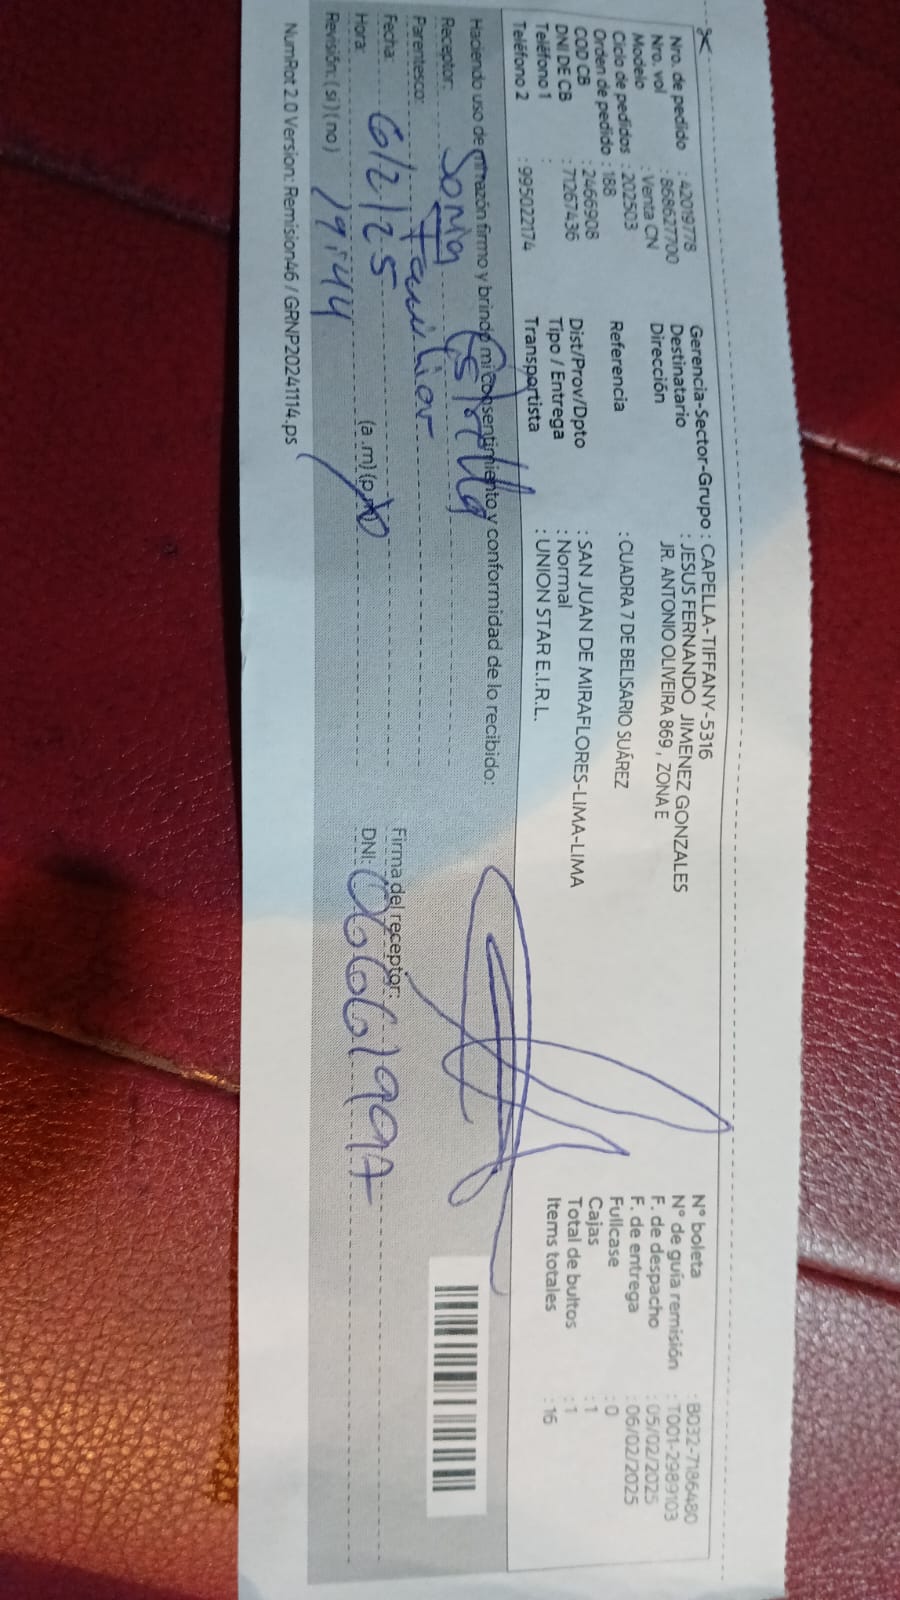 Nro. de pedido : 42019778
Nro. vol : 868627700
Modelo : Venta CN
Ciclo de pedidos : 202503
Orden de pedido : 188
COD CB : 2466908
DNI DE CB : 71267436
Teléfono 1 :
Teléfono 2 : 995022174
Gerencia-Sector-Grupo : CAPELLA-TIFFANY-5316
Destinatario : JESUS FERNANDO JIMENEZ GONZALES
Dirección JR. ANTONIO OLIVEIRA 869 , ZONA E
Referencia : CUADRA 7 DE BELISARIO SUÁREZ
Dist/Prov/Dpto : SAN JUAN DE MIRAFLORES-LIMA-LIMA
Tipo / Entrega : Normal
Transportista : UNION STAR E.I.R.L.
N° boleta : B032-7186480
N° de guía remisión : T001-2989103
F. de despacho : 05/02/2025
F. de entrega : 06/02/2025
Fullcase : 0
Cajas : 1
Total de bultos : 1
Items totales : 16
Haciendo uso de mi razón firmo y brindo mi consentimiento y conformidad de lo recibido:
Receptor:
Parentesco: Familiar
Fecha: 6/2/25
Hora: 19:44 (a.m)(p.m)
Revisión: (si) (no)
Firma del receptor:
DNI:
NumPot 2.0 Version: Remision46 / GRNP20241114.ps